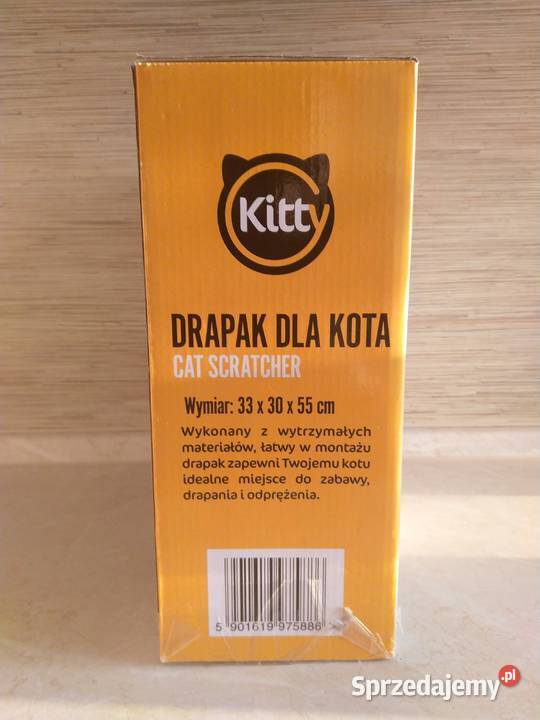 Kitty
DRAPAK DLA KOTA
CAT SCRATCHER
Wymiar: 33 x 30 x 55 cm
Wykonany z wytrzymałych
materiałów, łatwy w montażu
drapak zapewni Twojemu kotu
idealne miejsce do zabawy,
drapania i odprężenia.
5 901619 975886
Sprzedajemy.pl